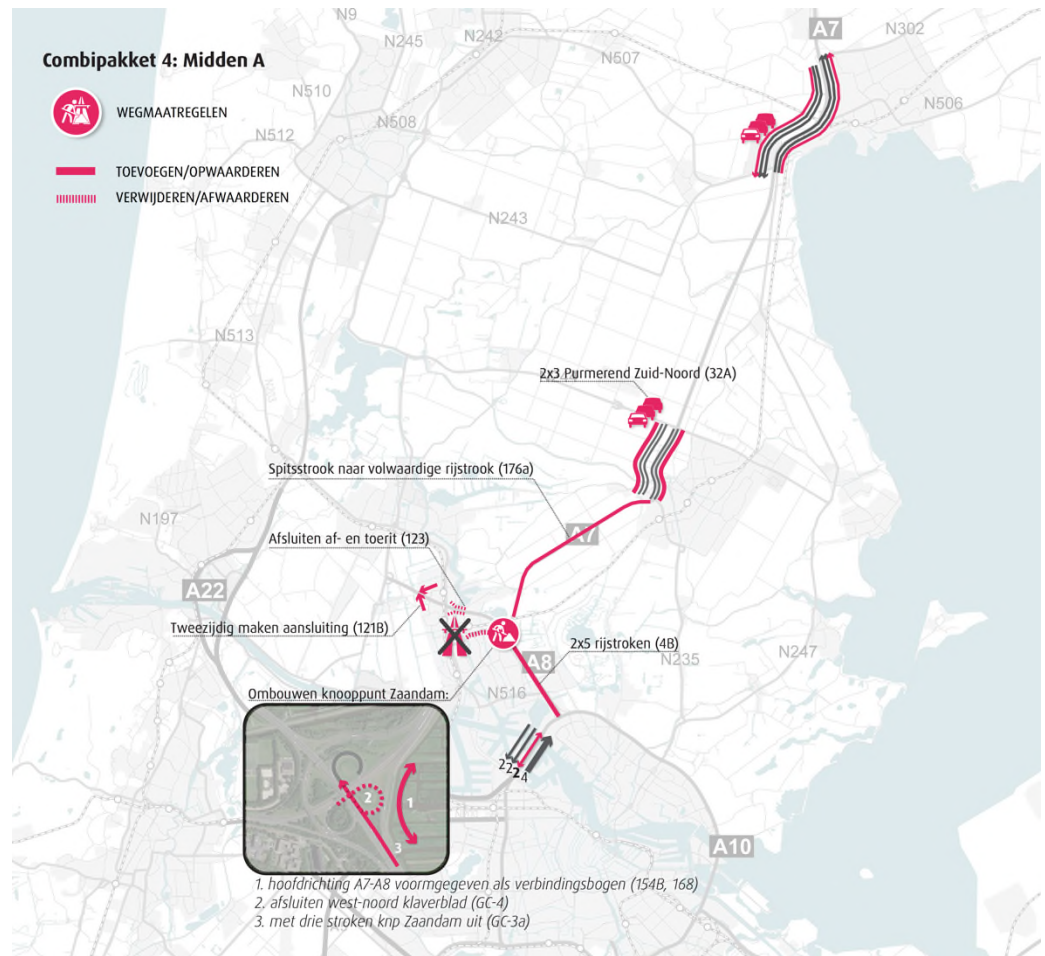 Combipakket 4: Midden A
WEGMAATREGELEN
TOEVOEGEN/OPWAARDEREN
VERWIJDEREN/AFWAARDEREN
N9
N242
N245
N507
A7
N302
N510
N506
N508
N512
N243
N513
2x3 Purmerend Zuid-Noord (32A)
Spitsstrook naar volwaardige rijstrook (176a)
N197
A7
Afsluiten af- en toerit (123)
A22
Tweezijdig maken aansluiting (121B)
2x5 rijstroken (4B)
A8
N235
N247
Ombouwen knooppunt Zaandam:
N516
2
2
2
4
2
1
3
A10
1. hoofdrichting A7-A8 voormgegeven als verbindingsbogen (154B, 168)
2. afsluiten west-noord klaverblad (GC-4)
3. met drie stroken knp Zaandam uit (GC-3a)